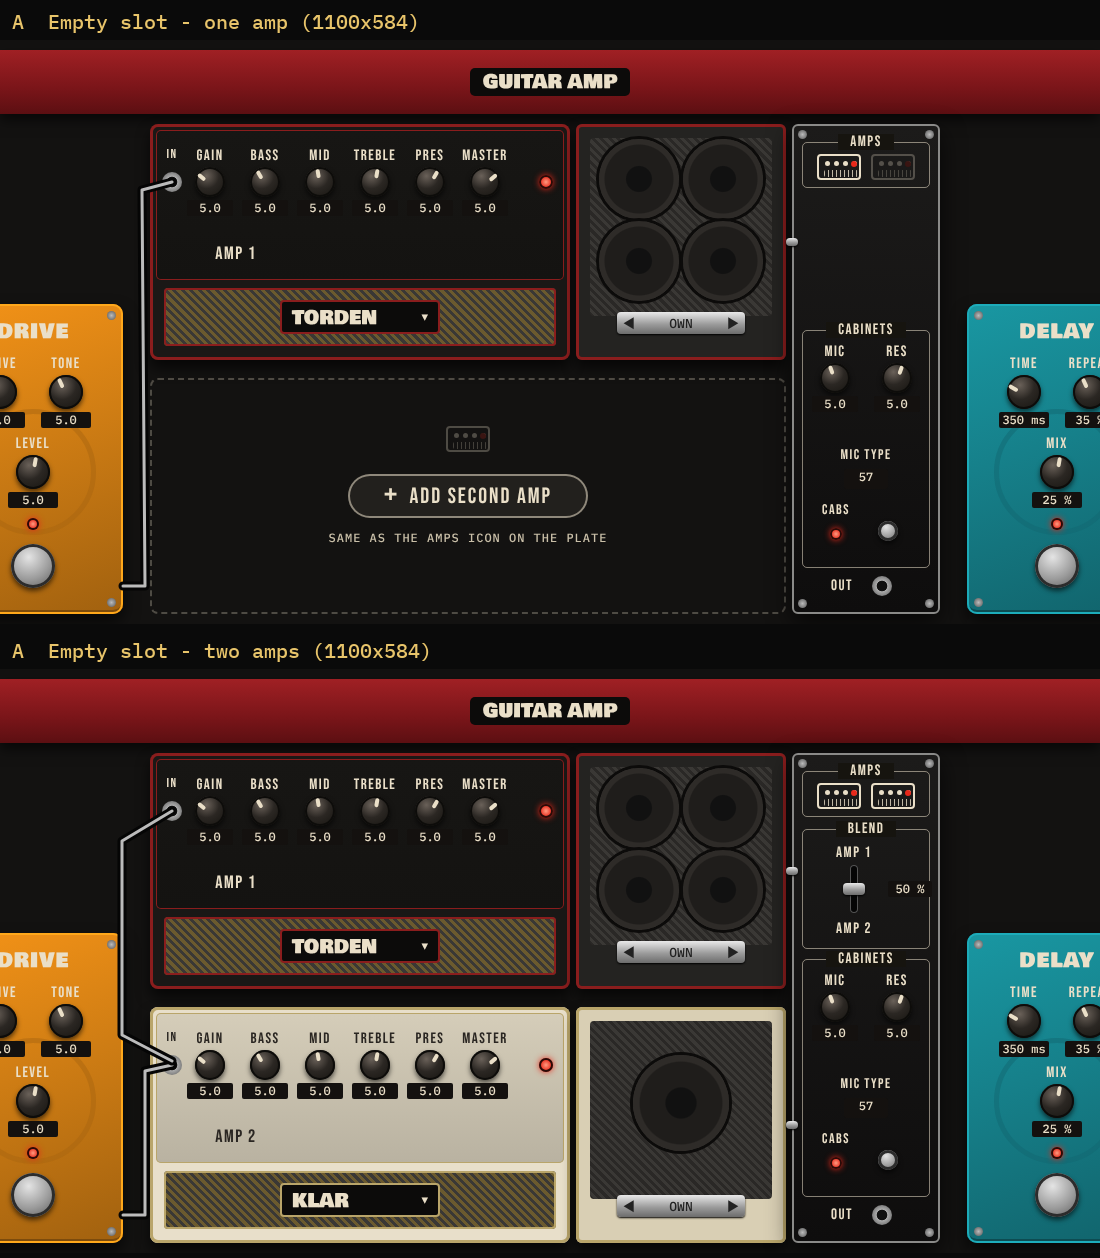 A  Empty slot - one amp (1100x584)
GUITAR AMP
AMPS
IN GAIN BASS MID TREBLE PRES MASTER
5.0 5.0 5.0 5.0 5.0 5.0
AMP 1
TORDEN
OWN
DRIVE
TONE
5.0
LEVEL
5.0
CABINETS
MIC RES
5.0 5.0
MIC TYPE
57
CABS
OUT
DELAY
TIME
350 ms 35
MIX
25 %
+ ADD SECOND AMP
SAME AS THE AMPS ICON ON THE PLATE
A  Empty slot - two amps (1100x584)
GUITAR AMP
AMPS
IN GAIN BASS MID TREBLE PRES MASTER
5.0 5.0 5.0 5.0 5.0 5.0
AMP 1
TORDEN
OWN
BLEND
AMP 1
50 %
AMP 2
DRIVE
TONE
5.0
LEVEL
5.0
IN GAIN BASS MID TREBLE PRES MASTER
5.0 5.0 5.0 5.0 5.0 5.0
AMP 2
KLAR
OWN
CABINETS
MIC RES
5.0 5.0
MIC TYPE
57
CABS
OUT
DELAY
TIME
350 ms 35
MIX
25 %